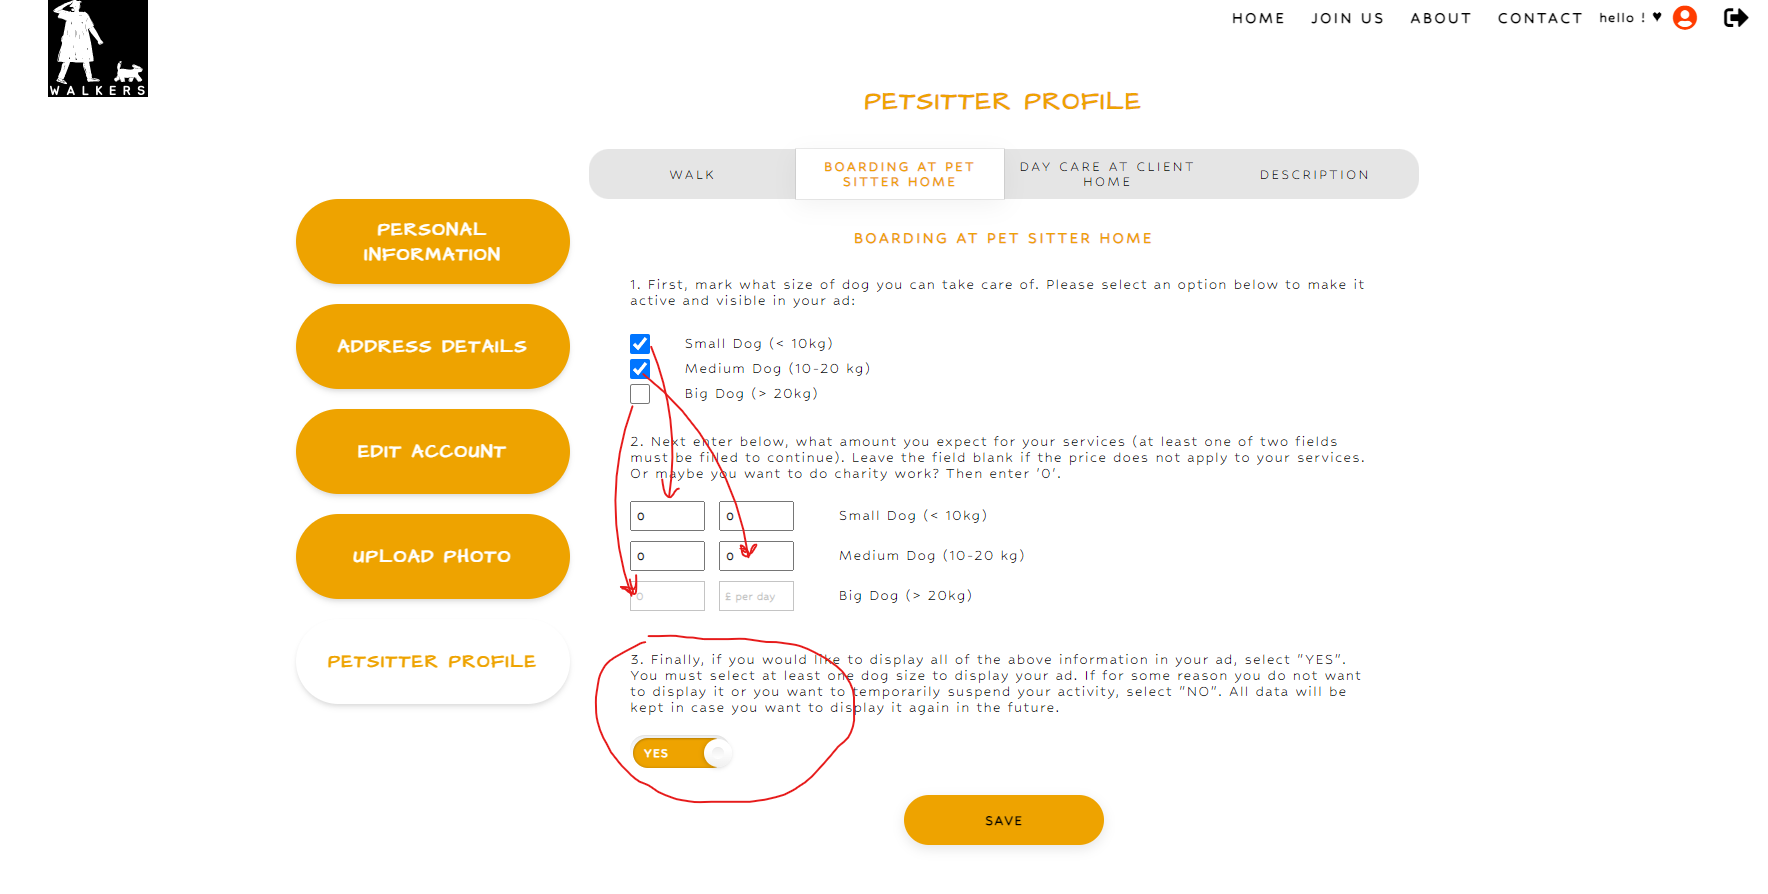 WALKERS
HOME JOIN US ABOUT CONTACT hello ! ♥
PETSITTER PROFILE
WALK
BOARDING AT PET
SITTER HOME
DAY CARE AT CLIENT
HOME
DESCRIPTION
PERSONAL
INFORMATION
ADDRESS DETAILS
EDIT ACCOUNT
UPLOAD PHOTO
PETSITTER PROFILE
BOARDING AT PET SITTER HOME
1. First, mark what size of dog you can take care of. Please select an option below to make it
active and visible in your ad:
Small Dog (< 10kg)
Medium Dog (10-20 kg)
Big Dog (> 20kg)
2. Next enter below, what amount you expect for your services (at least one of two fields
must be filled to continue). Leave the field blank if the price does not apply to your services.
Or maybe you want to do charity work? Then enter '0'.
0 0 Small Dog (< 10kg)
0 0 Medium Dog (10-20 kg)
0 £ per day Big Dog (> 20kg)
3. Finally, if you would like to display all of the above information in your ad, select "YES".
You must select at least one dog size to display your ad. If for some reason you do not want
to display it or you want to temporarily suspend your activity, select "NO". All data will be
kept in case you want to display it again in the future.
YES
SAVE